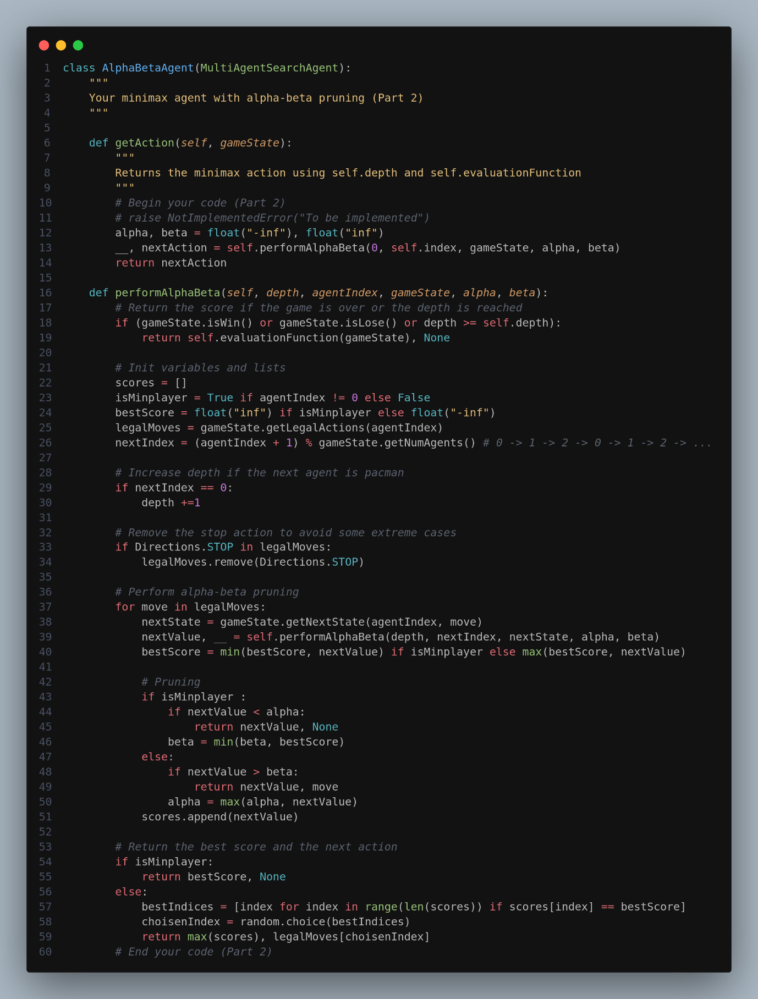 1 class AlphaBetaAgent(MultiAgentSearchAgent):
2     """
3     Your minimax agent with alpha-beta pruning (Part 2)
4     """
5
6     def getAction(self, gameState):
7         """
8         Returns the minimax action using self.depth and self.evaluationFunction
9         """
10         # Begin your code (Part 2)
11         # raise NotImplementedError("To be implemented")
12         alpha, beta = float("-inf"), float("inf")
13         __, nextAction = self.performAlphaBeta(0, self.index, gameState, alpha, beta)
14         return nextAction
15
16     def performAlphaBeta(self, depth, agentIndex, gameState, alpha, beta):
17         # Return the score if the game is over or the depth is reached
18         if (gameState.isWin() or gameState.isLose() or depth >= self.depth):
19             return self.evaluationFunction(gameState), None
20
21         # Init variables and lists
22         scores = []
23         isMinplayer = True if agentIndex != 0 else False
24         bestScore = float("inf") if isMinplayer else float("-inf")
25         legalMoves = gameState.getLegalActions(agentIndex)
26         nextIndex = (agentIndex + 1) % gameState.getNumAgents() # 0 -> 1 -> 2 -> 0 -> 1 -> 2 -> ...
27
28         # Increase depth if the next agent is pacman
29         if nextIndex == 0:
30             depth +=1
31
32         # Remove the stop action to avoid some extreme cases
33         if Directions.STOP in legalMoves:
34             legalMoves.remove(Directions.STOP)
35
36         # Perform alpha-beta pruning
37         for move in legalMoves:
38             nextState = gameState.getNextState(agentIndex, move)
39             nextValue, __ = self.performAlphaBeta(depth, nextIndex, nextState, alpha, beta)
40             bestScore = min(bestScore, nextValue) if isMinplayer else max(bestScore, nextValue)
41
42             # Pruning
43             if isMinplayer :
44                 if nextValue < alpha:
45                     return nextValue, None
46                 beta = min(beta, bestScore)
47             else:
48                 if nextValue > beta:
49                     return nextValue, move
50                 alpha = max(alpha, nextValue)
51             scores.append(nextValue)
52
53         # Return the best score and the next action
54         if isMinplayer:
55             return bestScore, None
56         else:
57             bestIndices = [index for index in range(len(scores)) if scores[index] == bestScore]
58             choisenIndex = random.choice(bestIndices)
59             return max(scores), legalMoves[choisenIndex]
60         # End your code (Part 2)